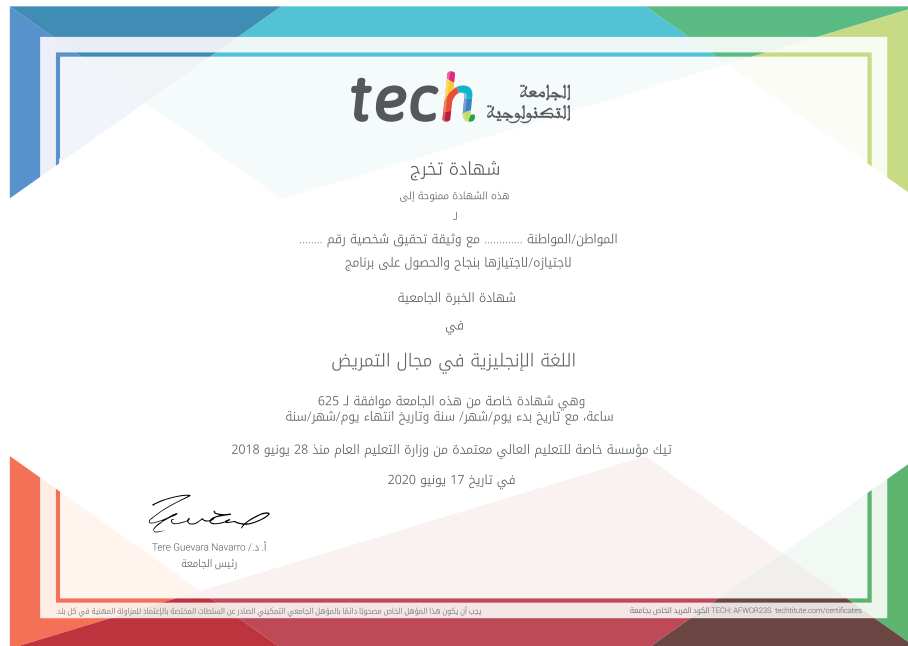 tech
الجامعة
التكنولوجية
شهادة تخرج
هذه الشهادة ممنوحة إلى
لـ
المواطن/المواطنة ............ مع وثيقة تحقيق شخصية رقم ........
لاجتيازه/لاجتيازها بنجاح والحصول على برنامج
شهادة الخبرة الجامعية
في
اللغة الإنجليزية في مجال التمريض
وهي شهادة خاصة من هذه الجامعة موافقة لـ 625
ساعة، مع تاريخ بدء يوم/شهر/ سنة وتاريخ انتهاء يوم/شهر/سنة
تيك مؤسسة خاصة للتعليم العالي معتمدة من وزارة التعليم العام منذ 28 يونيو 2018
في تاريخ 17 يونيو 2020
أ. د./ Tere Guevara Navarro
رئيس الجامعة
يجب أن يكون هذا المؤهل الخاص مصحوبًا دائمًا بالمؤهل الجامعي التمكيني الصادر عن السلطات المختصة بالإعتماد للمزاولة المهنية في كل بلد.
الكود الفريد الخاص بجامعة TECH: AFWOR23S techtitute.com/certificates